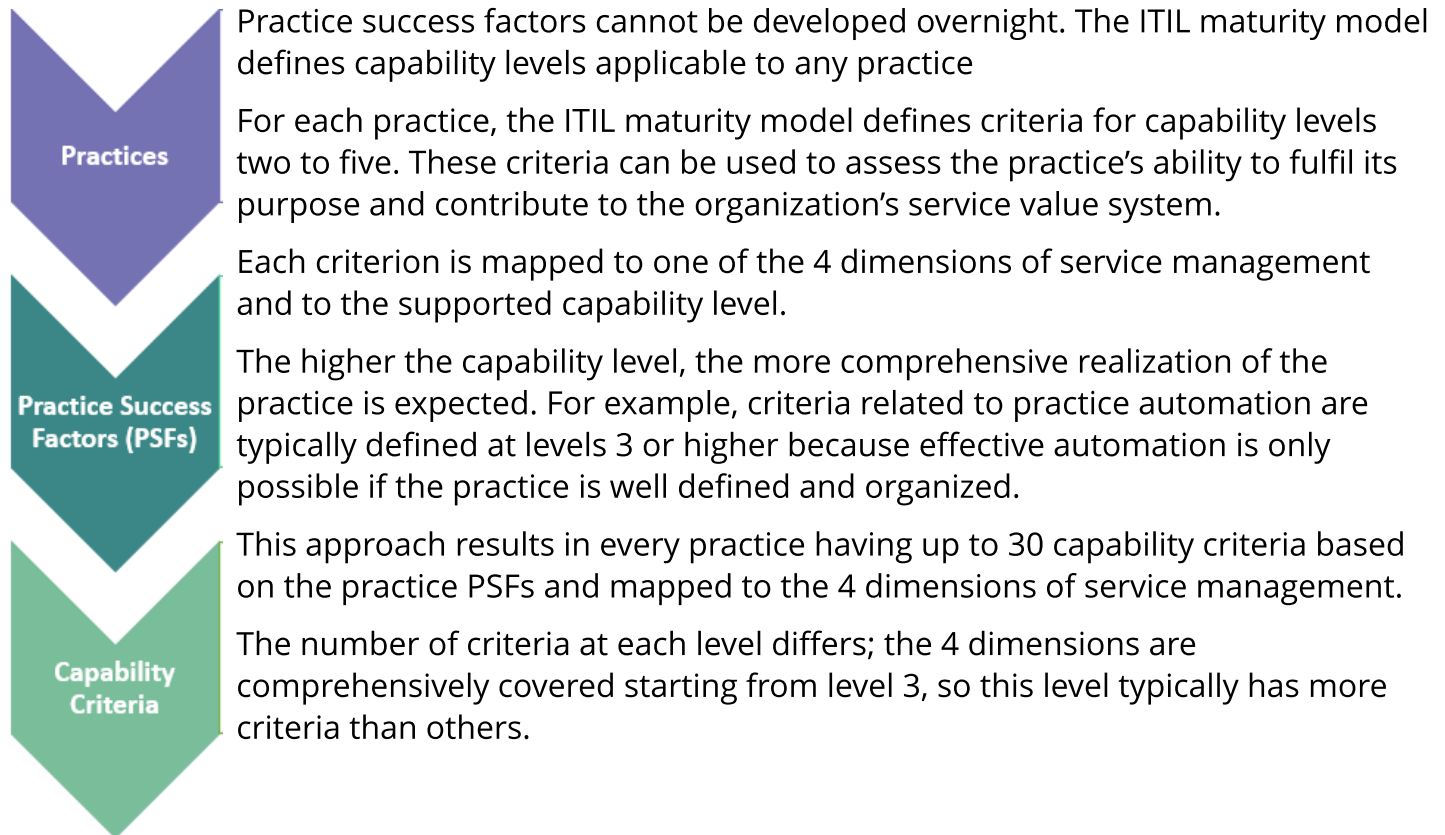 Practice success factors cannot be developed overnight. The ITIL maturity model
defines capability levels applicable to any practice
For each practice, the ITIL maturity model defines criteria for capability levels
two to five. These criteria can be used to assess the practice’s ability to fulfil its
purpose and contribute to the organization’s service value system.
Each criterion is mapped to one of the 4 dimensions of service management
and to the supported capability level.
The higher the capability level, the more comprehensive realization of the
practice is expected. For example, criteria related to practice automation are
typically defined at levels 3 or higher because effective automation is only
possible if the practice is well defined and organized.
This approach results in every practice having up to 30 capability criteria based
on the practice PSFs and mapped to the 4 dimensions of service management.
The number of criteria at each level differs; the 4 dimensions are
comprehensively covered starting from level 3, so this level typically has more
criteria than others.
Practices
Practice Success
Factors (PSFs)
Capability
Criteria